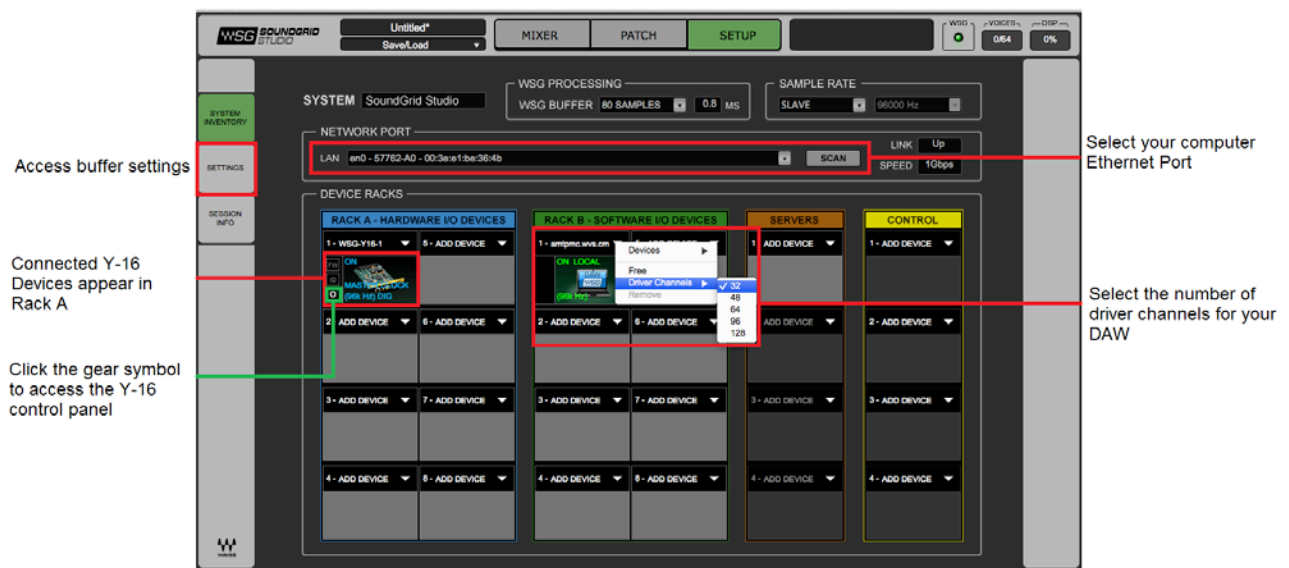 WSG SOUNDGRID STUDIO
Untitled*
Save/Load
MIXER
PATCH
SETUP
WSG
VOICES
0/64
DSP
0%
SYSTEM INVENTORY
SETTINGS
SESSION INFO
WAVES
SYSTEM SoundGrid Studio
WSG PROCESSING
WSG BUFFER 80 SAMPLES 0.8 MS
SAMPLE RATE
SLAVE 96000 Hz
NETWORK PORT
LAN en0 - 57762-A0 - 00:3e:e1:be:36:4b
SCAN
LINK Up
SPEED 1Gbps
DEVICE RACKS
RACK A - HARDWARE I/O DEVICES
1 - WSG-Y16-1
5 - ADD DEVICE
FW
ID
ON
MASTER CLOCK
(96k Hz) DIG
2 - ADD DEVICE
6 - ADD DEVICE
3 - ADD DEVICE
7 - ADD DEVICE
4 - ADD DEVICE
8 - ADD DEVICE
RACK B - SOFTWARE I/O DEVICES
1 - amtpmc.wvs.com
ON LOCAL
WSG
(96k Hz)
Devices
Free
Driver Channels
Remove
32
48
64
96
128
2 - ADD DEVICE
6 - ADD DEVICE
3 - ADD DEVICE
7 - ADD DEVICE
4 - ADD DEVICE
8 - ADD DEVICE
SERVERS
1 ADD DEVICE
ADD DEVICE
3 - ADD DEVICE
4 - ADD DEVICE
CONTROL
1 - ADD DEVICE
2 - ADD DEVICE
3 - ADD DEVICE
4 - ADD DEVICE
Access buffer settings
Connected Y-16
Devices appear in
Rack A
Click the gear symbol
to access the Y-16
control panel
Select your computer
Ethernet Port
Select the number of
driver channels for your
DAW